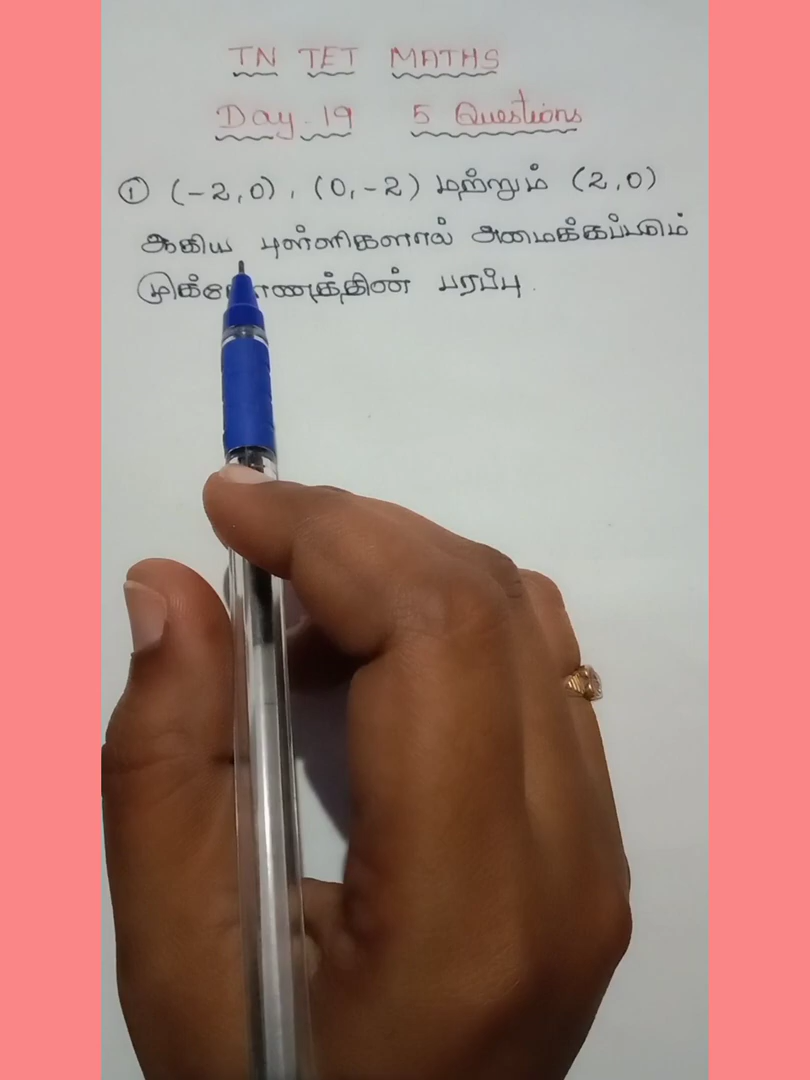 TN TET MATHS
Day. 19 5 Questions
① (-2,0), (0,-2) மற்றும் (2,0)
ஆகிய புள்ளிகளால் அமைக்கப்படும்
பரப்பு.